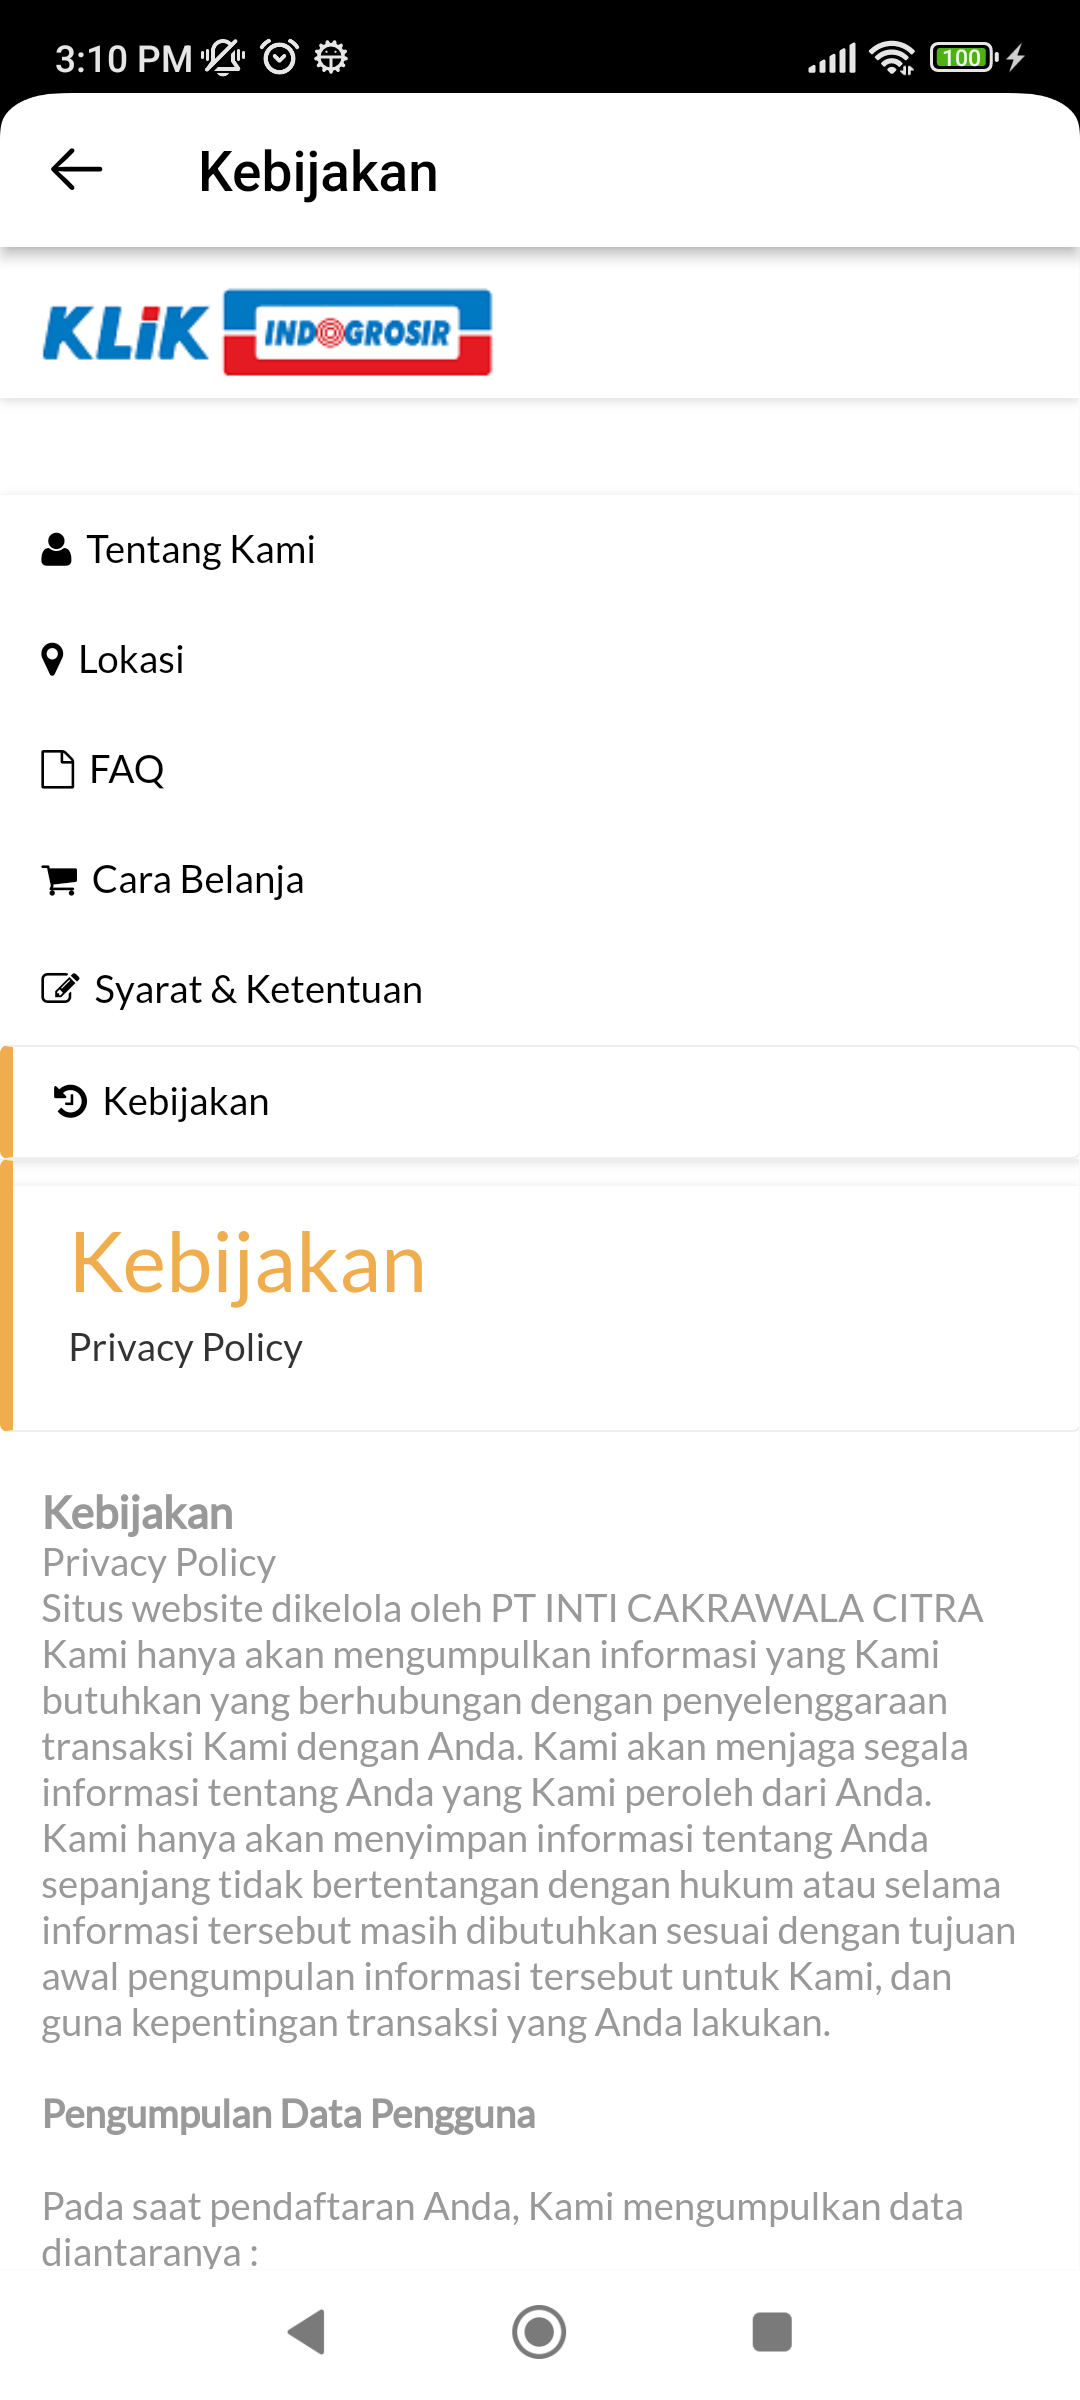 3:10 PM
100
Kebijakan
KLiK INDOGROSIR
Tentang Kami
Lokasi
FAQ
Cara Belanja
Syarat & Ketentuan
Kebijakan
Kebijakan
Privacy Policy
Kebijakan
Privacy Policy
Situs website dikelola oleh PT INTI CAKRAWALA CITRA
Kami hanya akan mengumpulkan informasi yang Kami
butuhkan yang berhubungan dengan penyelenggaraan
transaksi Kami dengan Anda. Kami akan menjaga segala
informasi tentang Anda yang Kami peroleh dari Anda.
Kami hanya akan menyimpan informasi tentang Anda
sepanjang tidak bertentangan dengan hukum atau selama
informasi tersebut masih dibutuhkan sesuai dengan tujuan
awal pengumpulan informasi tersebut untuk Kami, dan
guna kepentingan transaksi yang Anda lakukan.
Pengumpulan Data Pengguna
Pada saat pendaftaran Anda, Kami mengumpulkan data
diantaranya :